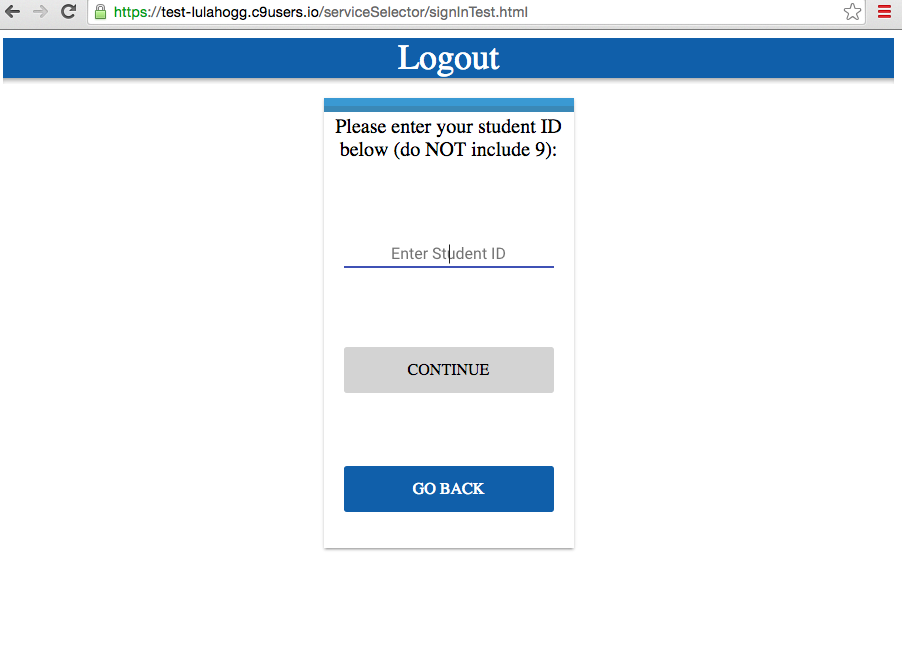 https://test-lulahogg.c9users.io/serviceSelector/signInTest.html
Logout
Please enter your student ID
below (do NOT include 9):
Enter Student ID
CONTINUE
GO BACK